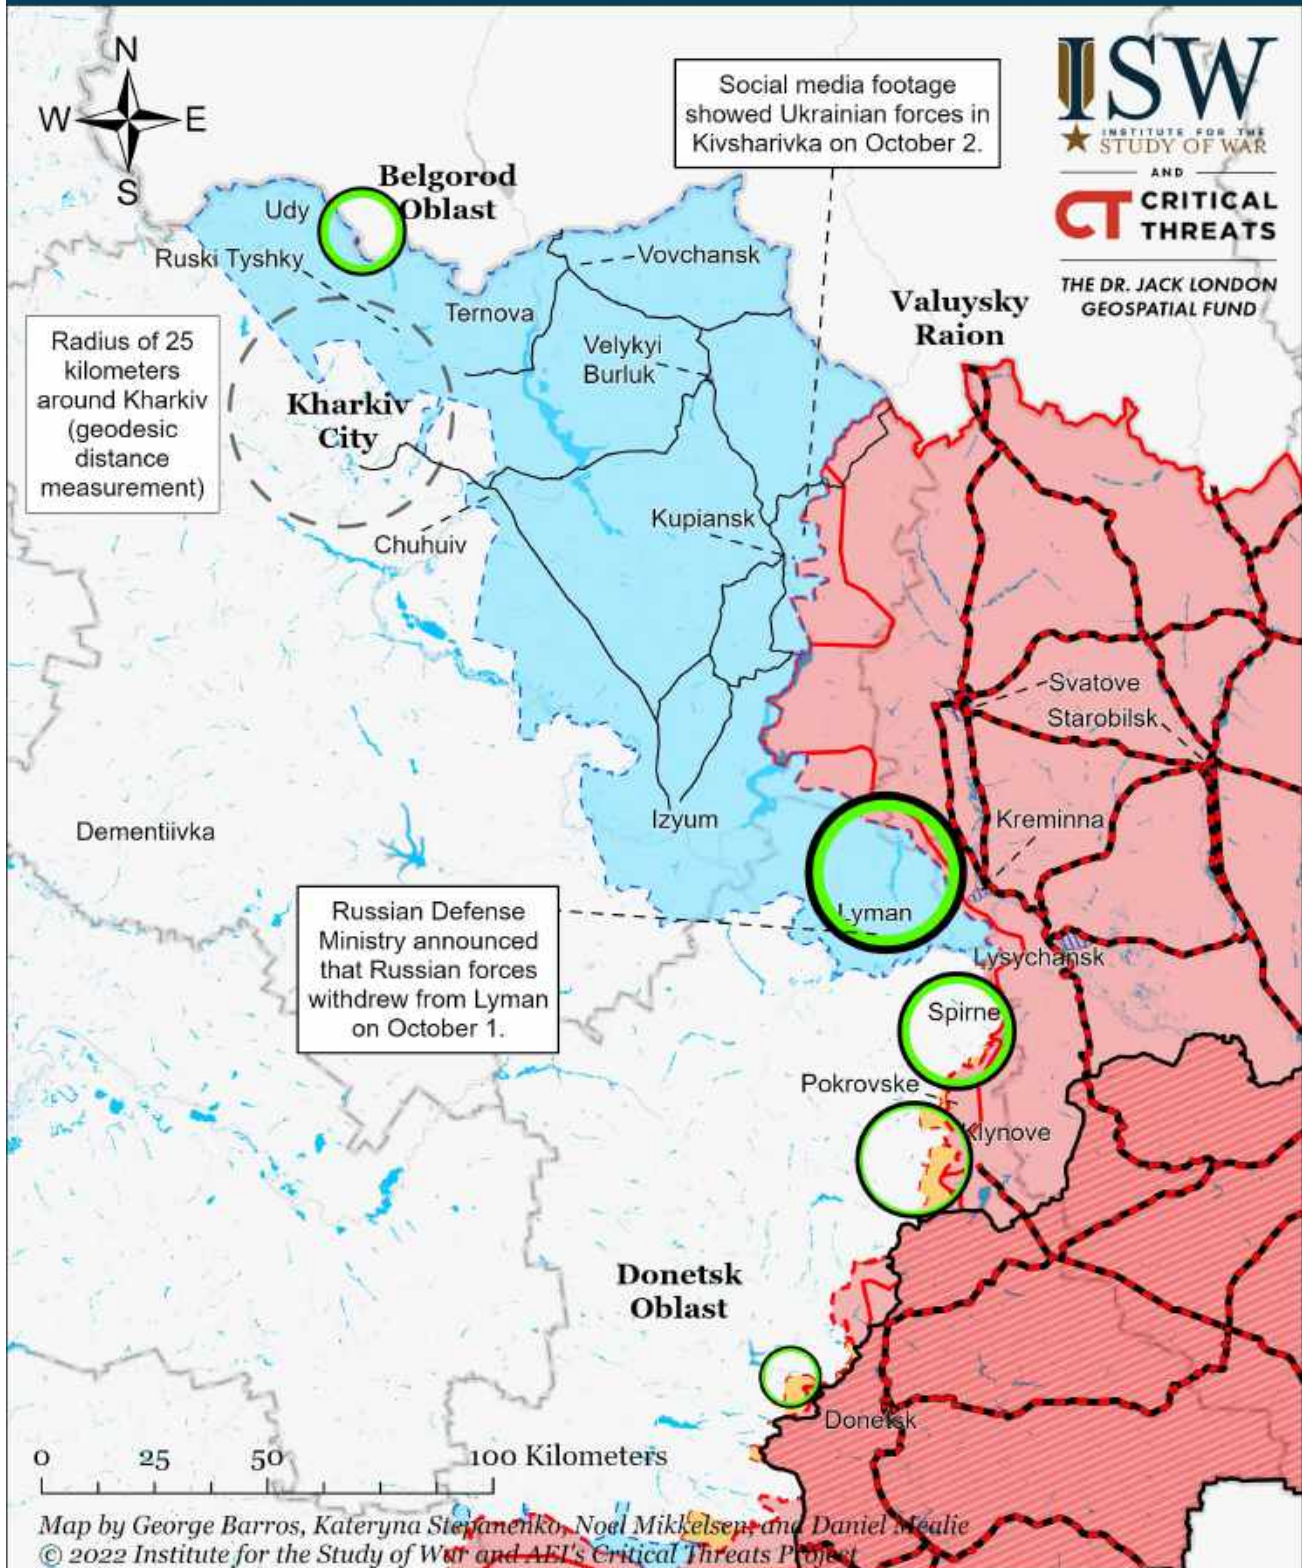 N
W E
S
Social media footage
showed Ukrainian forces in
Kivsharivka on October 2.
ISW
INSTITUTE FOR THE
STUDY OF WAR
AND
CT CRITICAL
THREATS
THE DR. JACK LONDON
GEOSPATIAL FUND
Belgorod
Oblast
Udy
Ruski Tyshky
Vovchansk
Ternova
Valuysky
Raion
Velykyi
Burluk
Radius of 25
kilometers
around Kharkiv
(geodesic
distance
measurement)
Kharkiv
City
Kupiansk
Chuhuiv
Svatove
Starobilsk
Izyum
Kreminna
Dementiivka
Russian Defense
Ministry announced
that Russian forces
withdrew from Lyman
on October 1.
Lyman
Lysychansk
Spirne
Pokrovske
Klynove
Donetsk
Oblast
Donetsk
0 25 50 100 Kilometers
Map by George Barros, Kateryna Stepanenko, Noel Mikkelsen, and Daniel Mealie
© 2022 Institute for the Study of War and AEI's Critical Threats Project